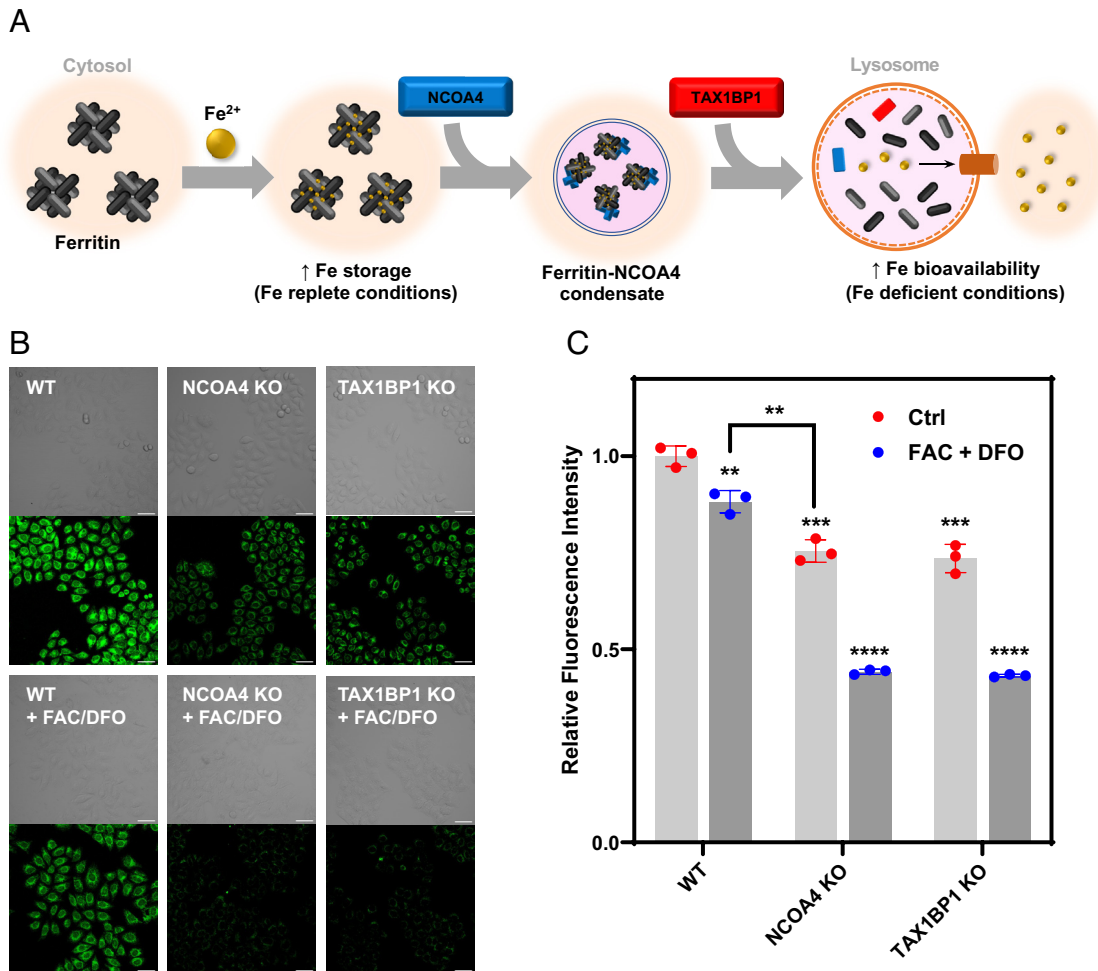 A
Cytosol
Fe²⁺
NCOA4
TAX1BP1
Lysosome
Ferritin
↑ Fe storage
(Fe replete conditions)
Ferritin-NCOA4
condensate
↑ Fe bioavailability
(Fe deficient conditions)
B
WT
NCOA4 KO
TAX1BP1 KO
WT
+ FAC/DFO
NCOA4 KO
+ FAC/DFO
TAX1BP1 KO
+ FAC/DFO
C
Relative Fluorescence Intensity
1.0
0.5
0.0
Ctrl
FAC + DFO
**
**
***
****
***
****
WT
NCOA4 KO
TAX1BP1 KO